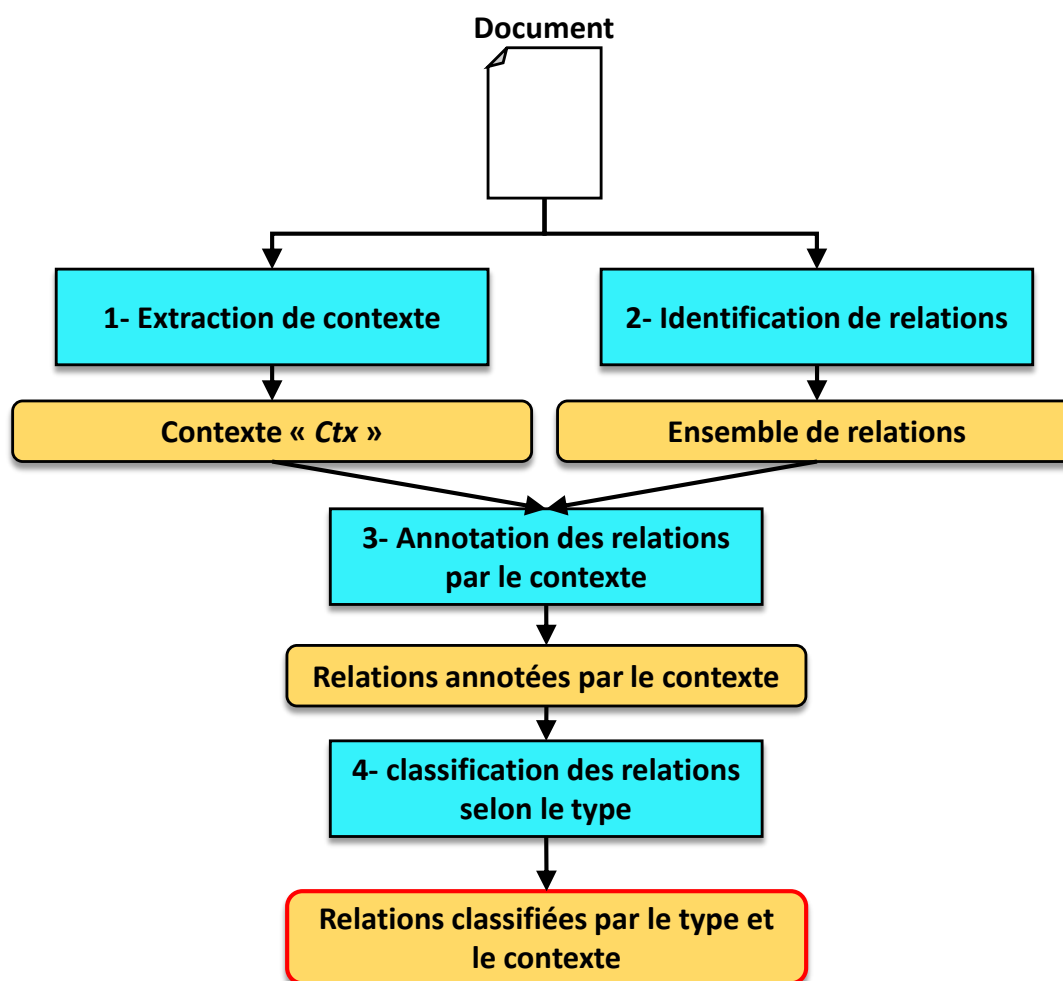 Document
1- Extraction de contexte
2- Identification de relations
Contexte « Ctx »
Ensemble de relations
3- Annotation des relations
par le contexte
Relations annotées par le contexte
4- classification des relations
selon le type
Relations classifiées par le type et
le contexte